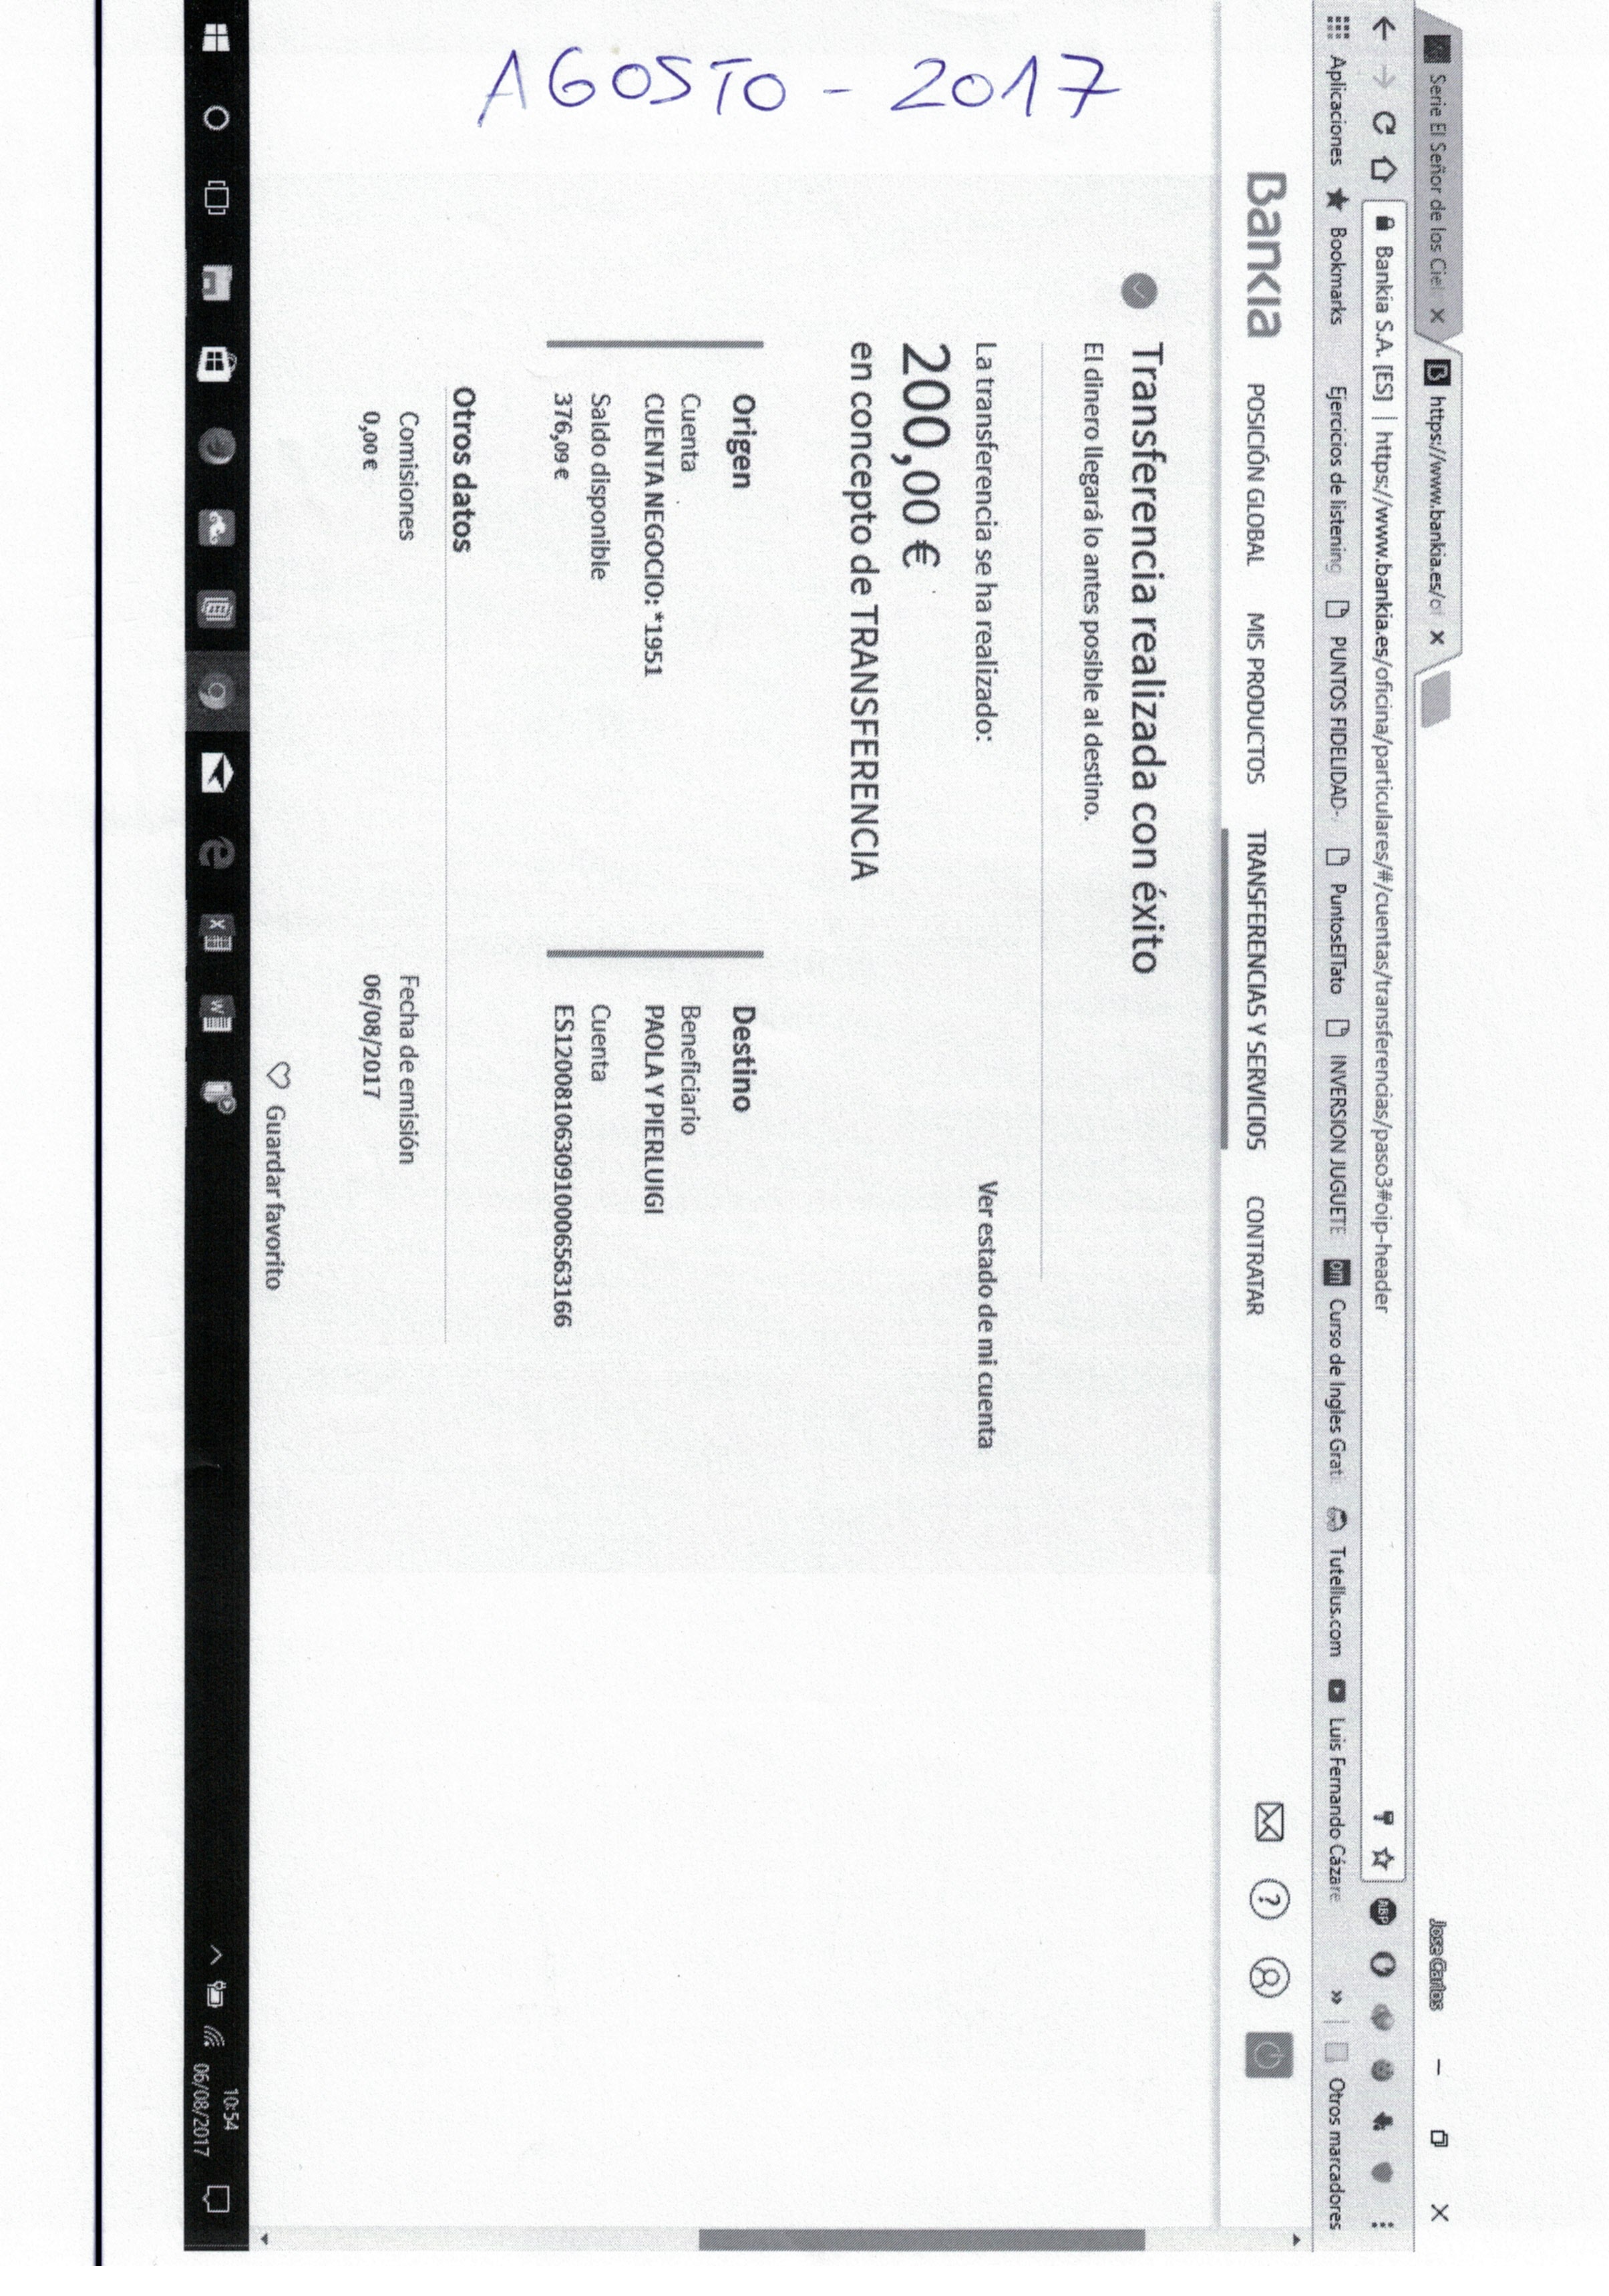 AGOSTO - 2017
Serie El Señor de los Ciel
https://www.bankia.es/o
Jose Carlos
Bankia S.A. [ES] | https://www.bankia.es/oficina/particulares/#/cuentas/transferencias/paso3#oip-header
ABP
Aplicaciones
Bookmarks
Ejercicios de listening
PUNTOS FIDELIDAD-
PuntosElTato
INVERSION JUGUETE
om Curso de Ingles Grat
Tutellus.com
Luis Fernando Cázare
»
Otros marcadores
Bankia
POSICIÓN GLOBAL
MIS PRODUCTOS
TRANSFERENCIAS Y SERVICIOS
CONTRATAR
Transferencia realizada con éxito
El dinero llegará lo antes posible al destino.
La transferencia se ha realizado:
Ver estado de mi cuenta
200,00 €
en concepto de TRANSFERENCIA
Origen
Cuenta
CUENTA NEGOCIO: *1951
Saldo disponible
376,09 €
Destino
Beneficiario
PAOLA Y PIERLUIGI
Cuenta
ES1200810630910006563166
Otros datos
Comisiones
0,00 €
Fecha de emisión
06/08/2017
Guardar favorito
10:54
06/08/2017